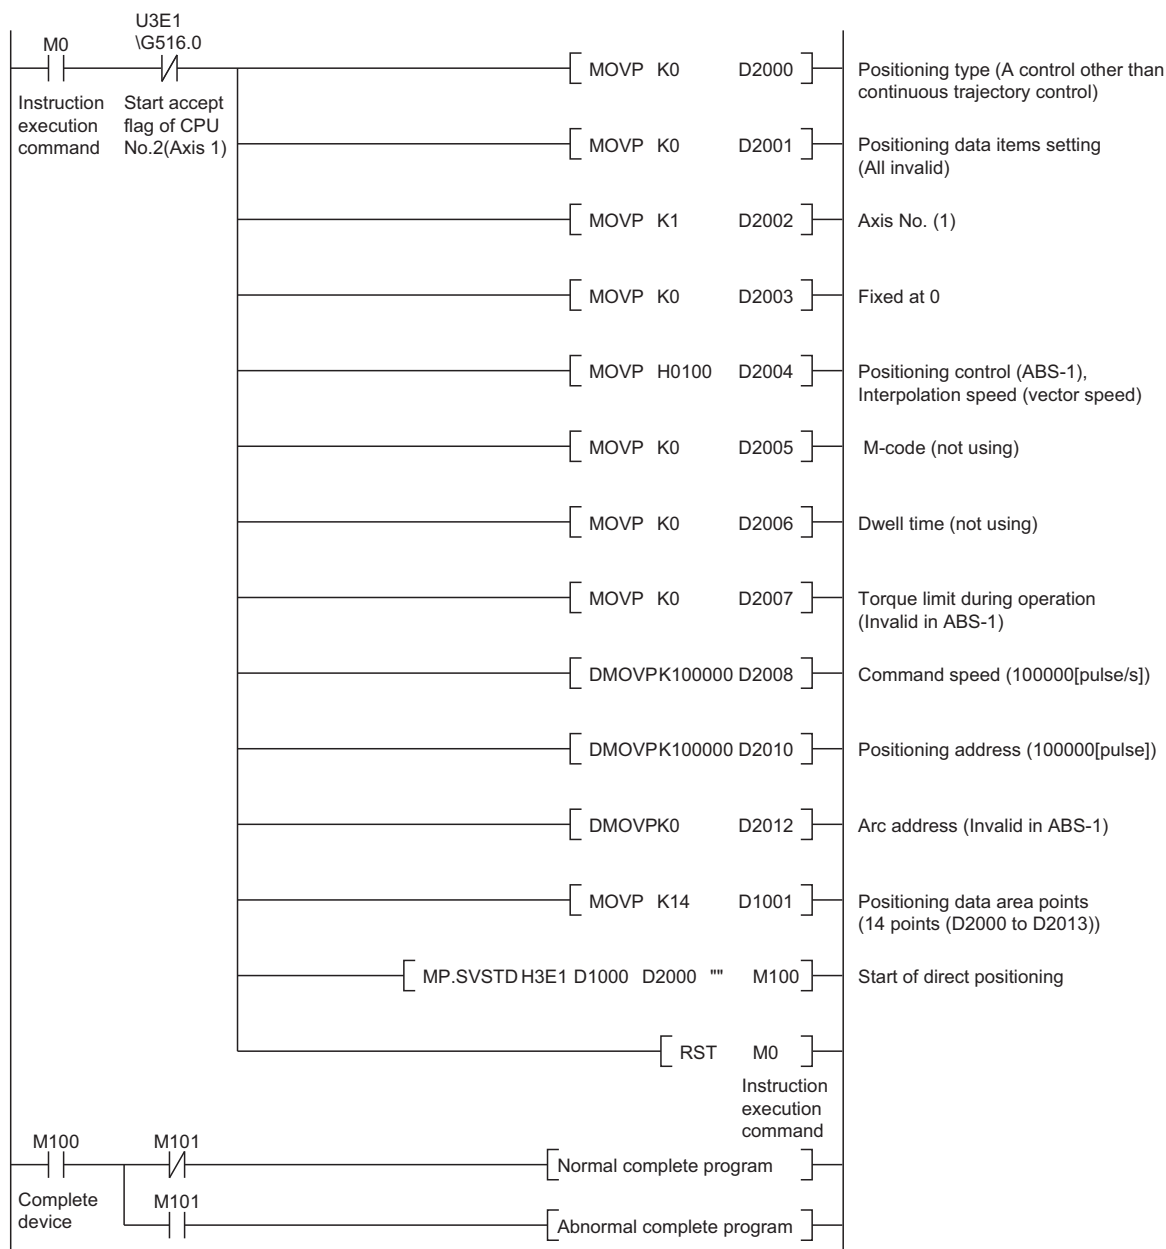 U3E1
\G516.0
M0
Instruction
execution
command
Start accept
flag of CPU
No.2(Axis 1)
MOVP K0 D2000
Positioning type (A control other than
continuous trajectory control)
MOVP K0 D2001
Positioning data items setting
(All invalid)
MOVP K1 D2002
Axis No. (1)
MOVP K0 D2003
Fixed at 0
MOVP H0100 D2004
Positioning control (ABS-1),
Interpolation speed (vector speed)
MOVP K0 D2005
M-code (not using)
MOVP K0 D2006
Dwell time (not using)
MOVP K0 D2007
Torque limit during operation
(Invalid in ABS-1)
DMOVPK100000 D2008
Command speed (100000[pulse/s])
DMOVPK100000 D2010
Positioning address (100000[pulse])
DMOVPK0 D2012
Arc address (Invalid in ABS-1)
MOVP K14 D1001
Positioning data area points
(14 points (D2000 to D2013))
MP.SVSTD H3E1 D1000 D2000 "" M100
Start of direct positioning
RST M0
Instruction
execution
command
M100 M101
Normal complete program
Complete
device
M101
Abnormal complete program